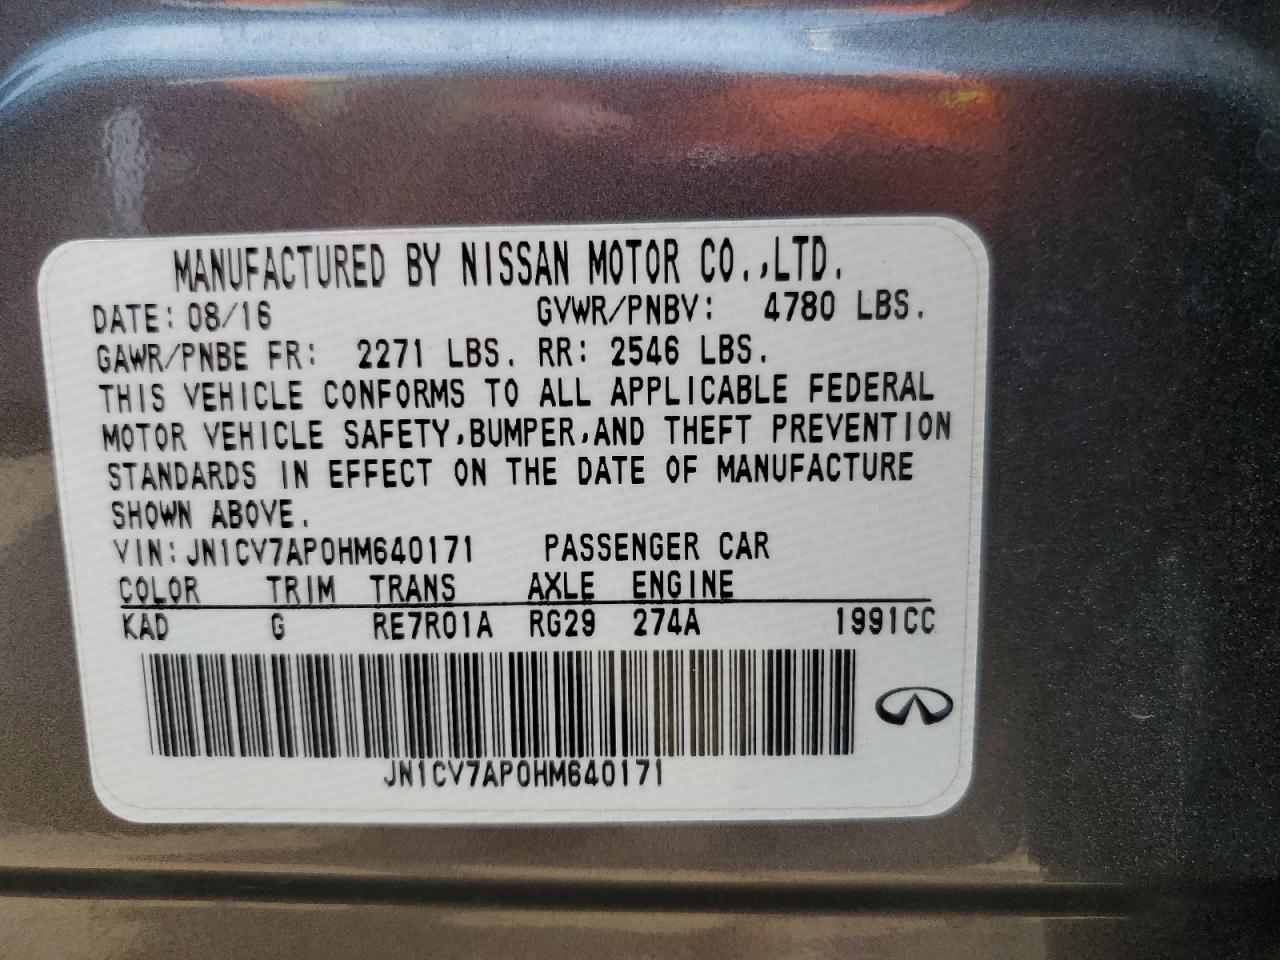 MANUFACTURED BY NISSAN MOTOR CO.,LTD.
DATE: 08/16 GVWR/PNBV: 4780 LBS.
GAWR/PNBE FR: 2271 LBS. RR: 2546 LBS.
THIS VEHICLE CONFORMS TO ALL APPLICABLE FEDERAL
MOTOR VEHICLE SAFETY,BUMPER,AND THEFT PREVENTION
STANDARDS IN EFFECT ON THE DATE OF MANUFACTURE
SHOWN ABOVE.
VIN: JN1CV7AP0HM640171 PASSENGER CAR
COLOR TRIM TRANS AXLE ENGINE
KAD G RE7R01A RG29 274A 1991CC
JN1CV7AP0HM640171